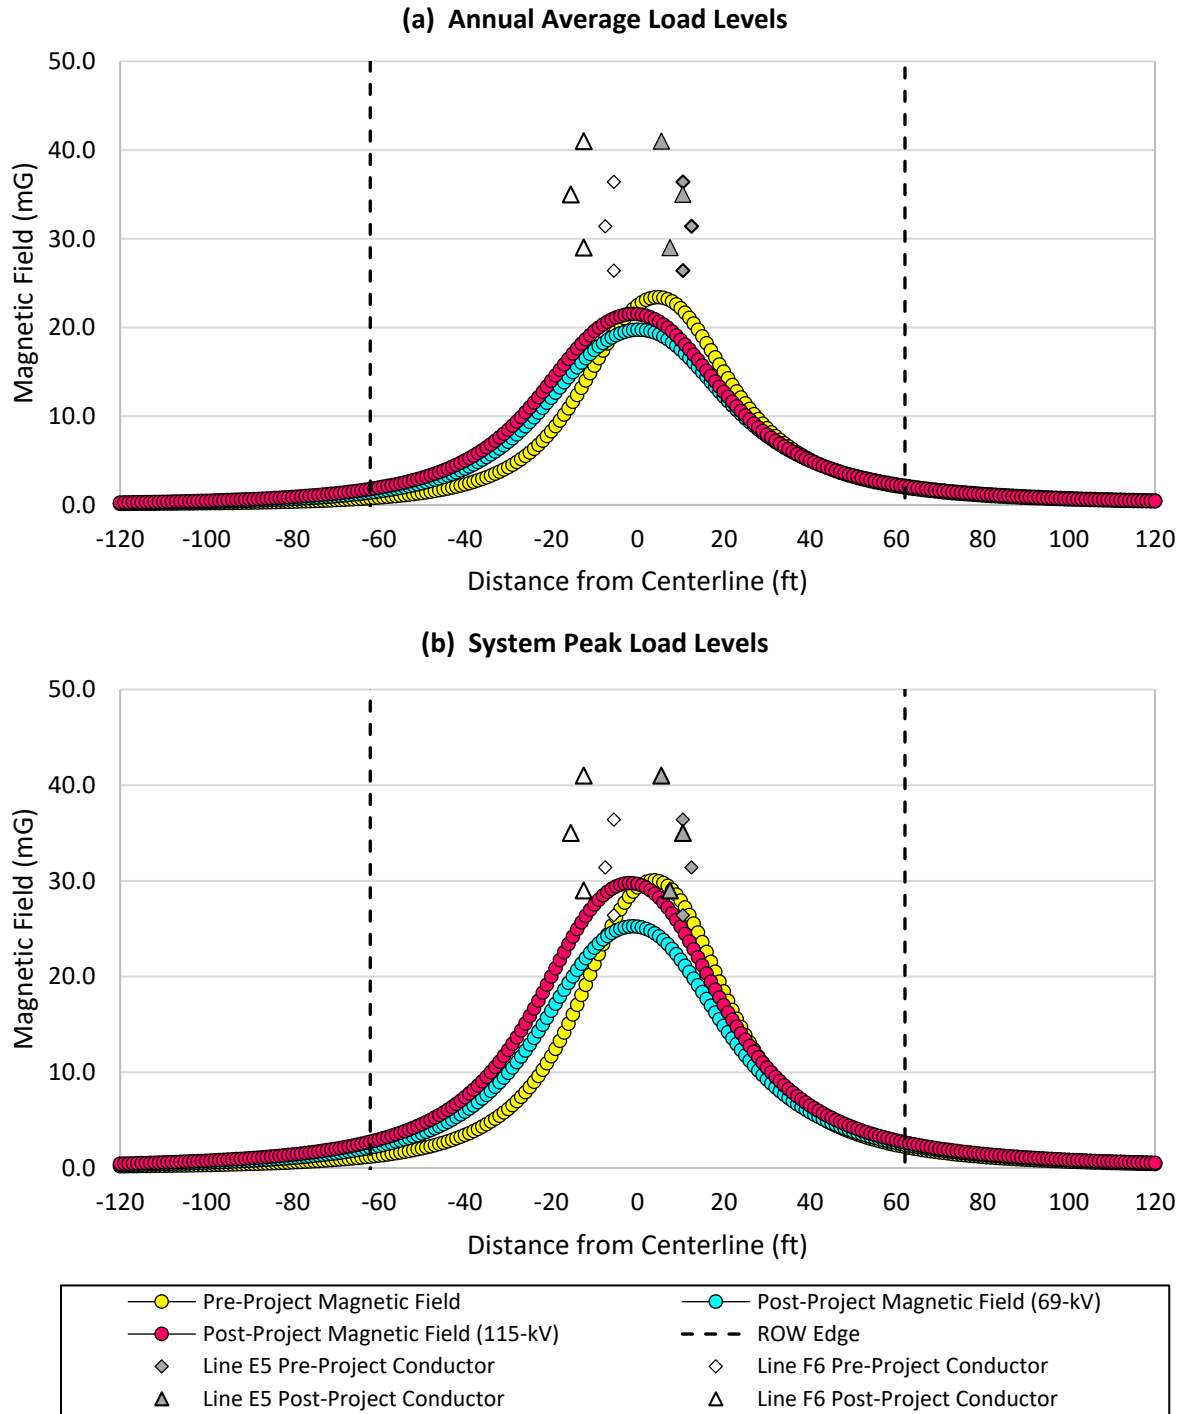 (a)  Annual Average Load Levels
50.0
40.0
30.0
20.0
10.0
0.0
Magnetic Field (mG)
-120 -100 -80 -60 -40 -20 0 20 40 60 80 100 120
Distance from Centerline (ft)
(b)  System Peak Load Levels
50.0
40.0
30.0
20.0
10.0
0.0
Magnetic Field (mG)
-120 -100 -80 -60 -40 -20 0 20 40 60 80 100 120
Distance from Centerline (ft)
Pre-Project Magnetic Field Post-Project Magnetic Field (69-kV)
Post-Project Magnetic Field (115-kV) ROW Edge
Line E5 Pre-Project Conductor Line F6 Pre-Project Conductor
Line E5 Post-Project Conductor Line F6 Post-Project Conductor